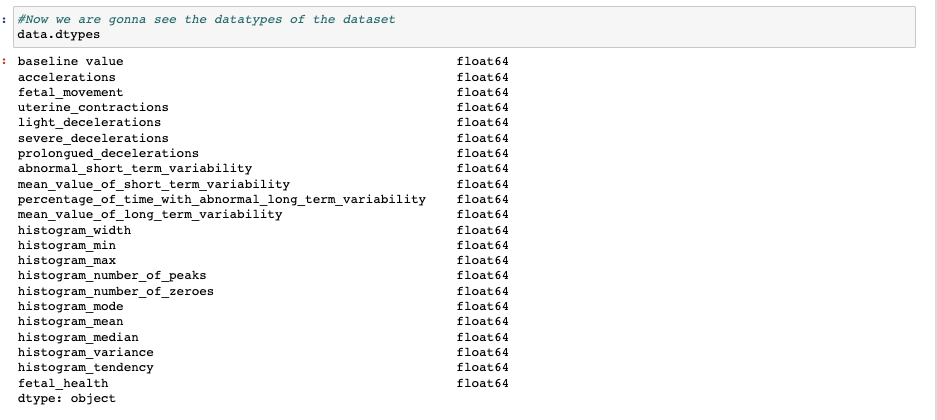 : #Now we are gonna see the datatypes of the dataset
data.dtypes
: baseline value float64
accelerations float64
fetal_movement float64
uterine_contractions float64
light_decelerations float64
severe_decelerations float64
prolongued_decelerations float64
abnormal_short_term_variability float64
mean_value_of_short_term_variability float64
percentage_of_time_with_abnormal_long_term_variability float64
mean_value_of_long_term_variability float64
histogram_width float64
histogram_min float64
histogram_max float64
histogram_number_of_peaks float64
histogram_number_of_zeroes float64
histogram_mode float64
histogram_mean float64
histogram_median float64
histogram_variance float64
histogram_tendency float64
fetal_health float64
dtype: object